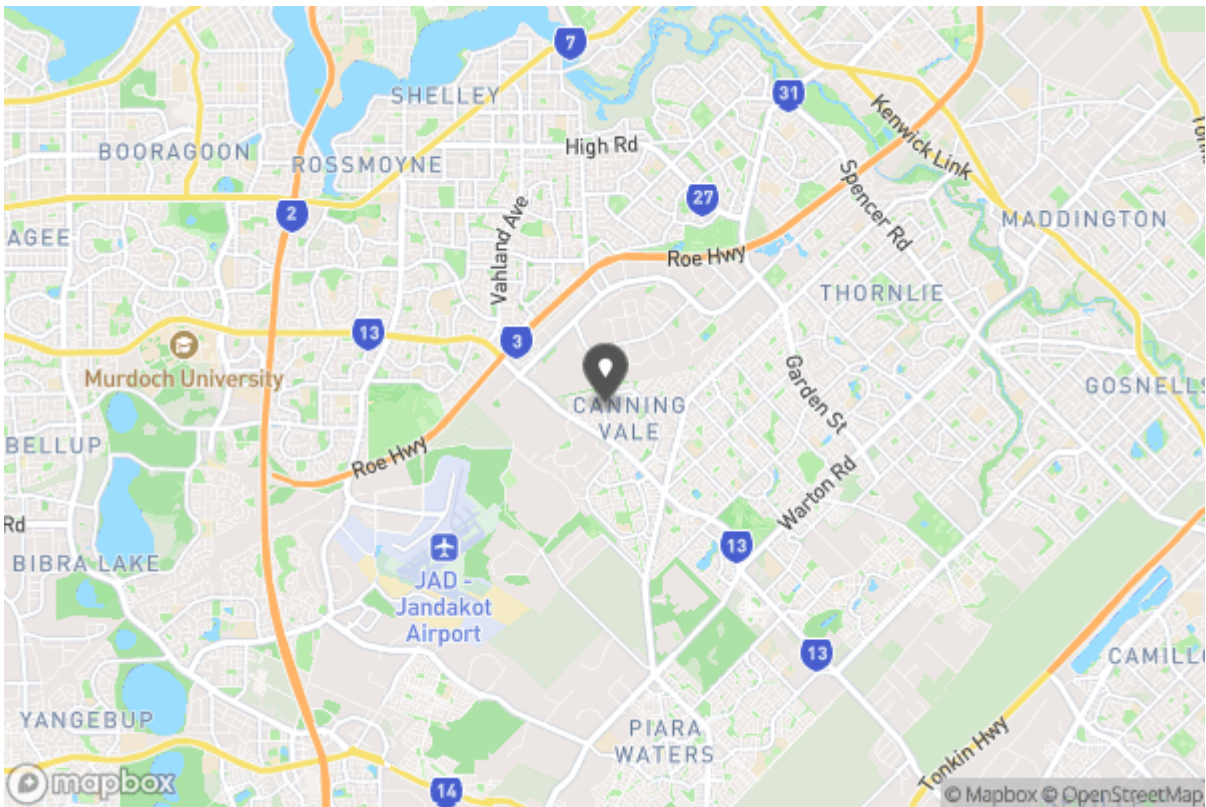 7
SHELLEY
31
Kenwick Link
BOORAGOON
ROSSMOYNE
High Rd
27
Spencer Rd
2
AGEE
Vahland Ave
MADDINGTON
Roe Hwy
THORNLIE
13
3
Murdoch University
Garden St
GOSNELLS
CANNING
VALE
BELLUP
Roe Hwy
Warton Rd
Rd
13
BIBRA LAKE
JAD -
Jandakot
Airport
13
CAMILLO
YANGEBUP
PIARA
WATERS
Tonkin Hwy
14
mapbox
© Mapbox © OpenStreetMap